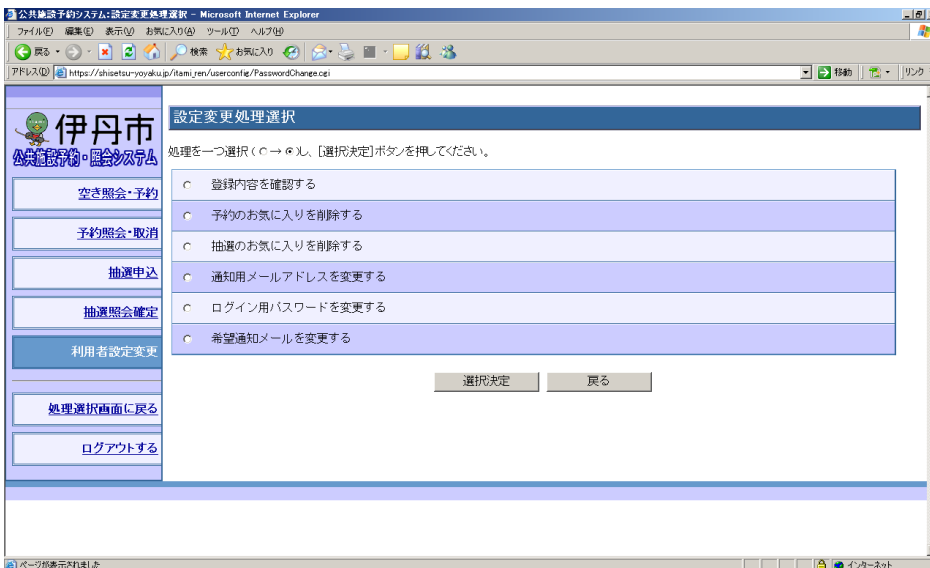 公共施設予約システム:設定変更処理選択 - Microsoft Internet Explorer
ファイル(F) 編集(E) 表示(V) お気に入り(A) ツール(T) ヘルプ(H)
戻る 検索 お気に入り
アドレス(D) https://shisetsu-yoyaku.jp/itami_ren/userconfig/PasswordChange.cgi 移動 リンク
伊丹市
公共施設予約・照会システム
空き照会・予約
予約照会・取消
抽選申込
抽選照会確定
利用者設定変更
処理選択画面に戻る
ログアウトする
設定変更処理選択
処理を一つ選択(○→⊙)し、[選択決定]ボタンを押してください。
登録内容を確認する
予約のお気に入りを削除する
抽選のお気に入りを削除する
通知用メールアドレスを変更する
ログイン用パスワードを変更する
希望通知メールを変更する
選択決定 戻る
ページが表示されました インターネット